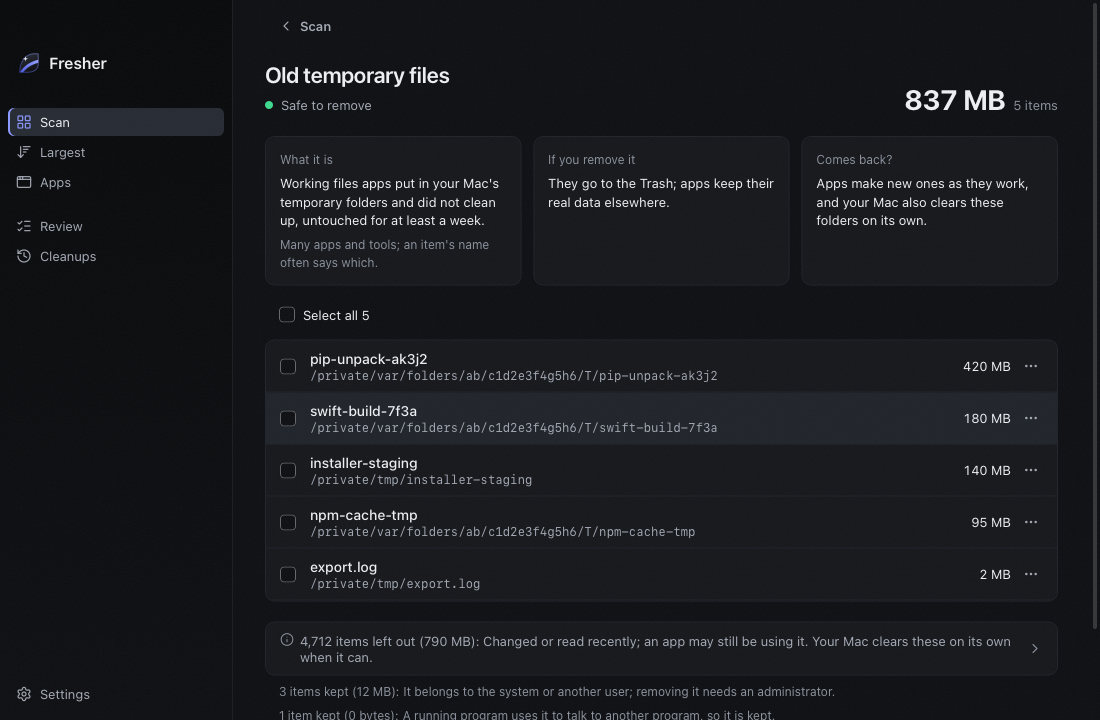 Scan
Fresher
Old temporary files
Safe to remove
837 MB 5 items
Scan
Largest
Apps
Review
Cleanups
What it is
Working files apps put in your Mac's
temporary folders and did not clean
up, untouched for at least a week.
Many apps and tools; an item's name
often says which.
If you remove it
They go to the Trash; apps keep their
real data elsewhere.
Comes back?
Apps make new ones as they work,
and your Mac also clears these
folders on its own.
Select all 5
pip-unpack-ak3j2
/private/var/folders/ab/c1d2e3f4g5h6/T/pip-unpack-ak3j2
420 MB
swift-build-7f3a
/private/var/folders/ab/c1d2e3f4g5h6/T/swift-build-7f3a
180 MB
installer-staging
/private/tmp/installer-staging
140 MB
npm-cache-tmp
/private/var/folders/ab/c1d2e3f4g5h6/T/npm-cache-tmp
95 MB
export.log
/private/tmp/export.log
2 MB
4,712 items left out (790 MB): Changed or read recently; an app may still be using it. Your Mac clears these on its own
when it can.
3 items kept (12 MB): It belongs to the system or another user; removing it needs an administrator.
1 item kept (0 bytes): A running program uses it to talk to another program, so it is kept.
Settings